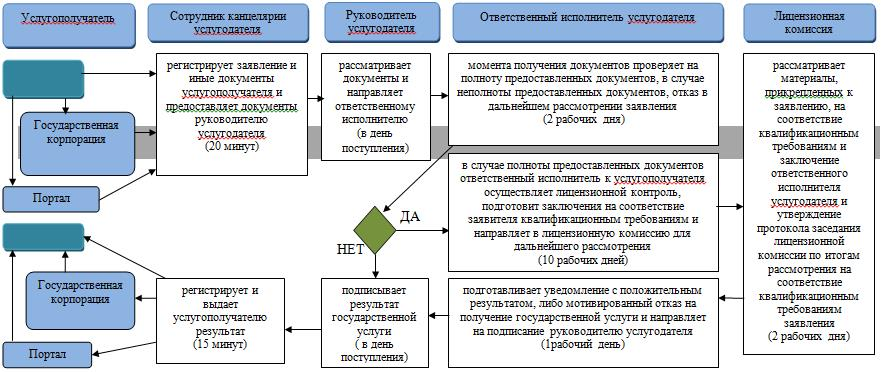 Услугополучатель
Сотрудник канцелярии
услугодателя
Руководитель
услугодателя
Ответственный исполнитель услугодателя
Лицензионная
комиссия
регистрирует заявление и
иные документы
услугополучателя и
предоставляет документы
руководителю
услугодателя
(20 минут)
рассматривает
документы и
направляет
ответственному
исполнителю
(в день
поступления)
момента получения документов проверяет на
полноту предоставленных документов, в случае
неполноты предоставленных документов, отказ в
дальнейшем рассмотрении заявления
(2 рабочих дня)
рассматривает
материалы,
прикрепленных к
заявлению, на
соответствие
квалификационным
требованиям и
заключение
ответственного
исполнителя
услугодателя и
утверждение
протокола заседания
лицензионной
комиссии по итогам
рассмотрения на
соответствие
квалификационным
требованиям
заявления
(2 рабочих дня)
Государственная
корпорация
Портал
в случае полноты предоставленных документов
ответственный исполнитель к услугополучателя
осуществляет лицензионной контроль,
подготовит заключения на соответствие
заявителя квалификационным требованиям и
направляет в лицензионную комиссию для
дальнейшего рассмотрения
(10 рабочих дней)
ДА
НЕТ
Государственная
корпорация
Портал
регистрирует и
выдает
услугополучателю
результат
(15 минут)
подписывает
результат
государственной
услуги
( в день
поступления)
подготавливает уведомление с положительным
результатом, либо мотивированный отказ на
получение государственной услуги и направляет
на подписание руководителю услугодателя
(1рабочий день)